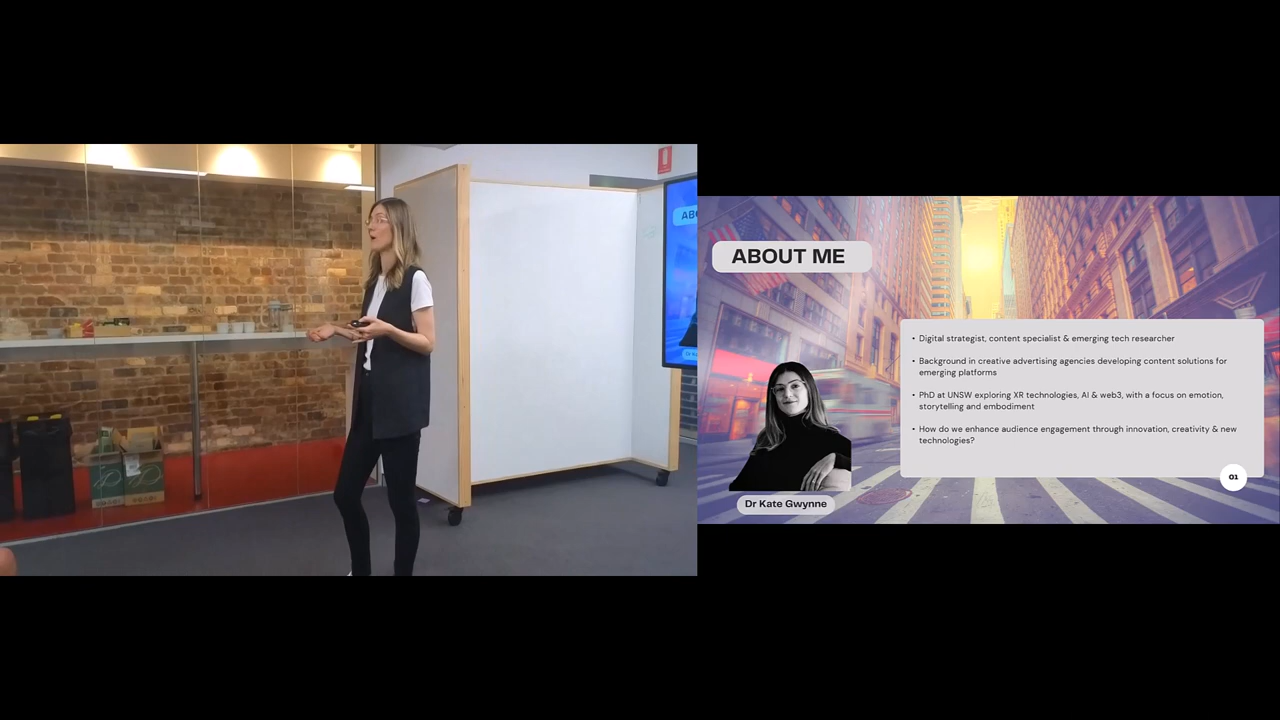 ABO
ABOUT ME
• Digital strategist, content specialist & emerging tech researcher
• Background in creative advertising agencies developing content solutions for
emerging platforms
• PhD at UNSW exploring XR technologies, AI & web3, with a focus on emotion,
storytelling and embodiment
• How do we enhance audience engagement through innovation, creativity & new
technologies?
01
Dr Kate Gwynne